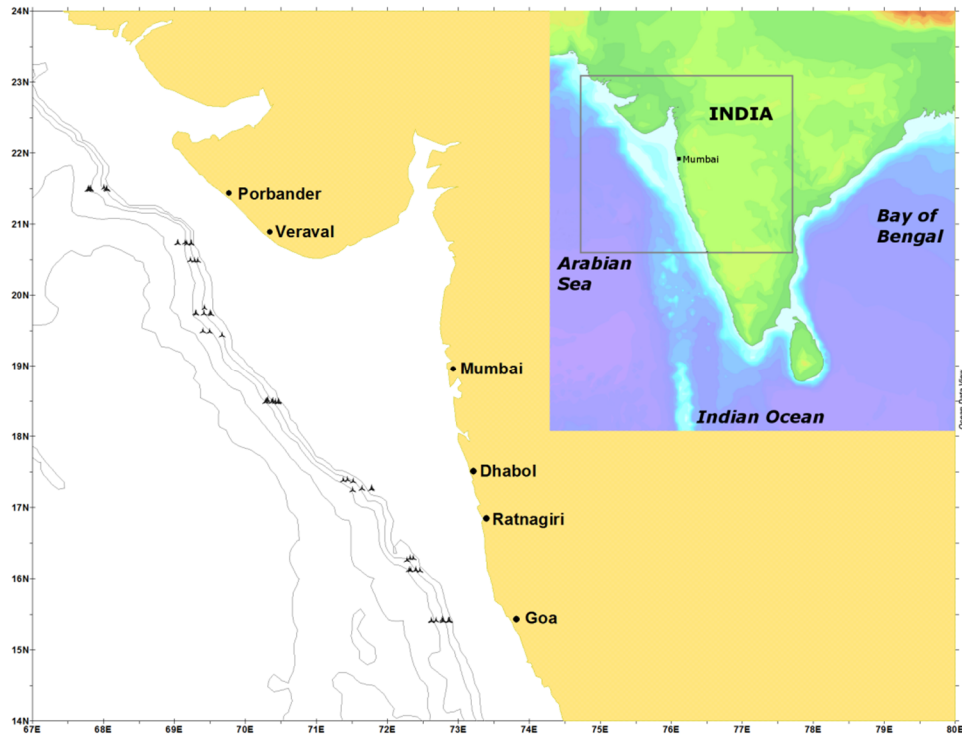 24N
23N
22N
21N
20N
19N
18N
17N
16N
15N
14N
67E
68E
69E
70E
71E
72E
73E
74E
75E
76E
77E
78E
79E
80E
Porbander
Veraval
Mumbai
Dhabol
Ratnagiri
Goa
INDIA
Mumbai
Bay of
Bengal
Arabian
Sea
Indian Ocean